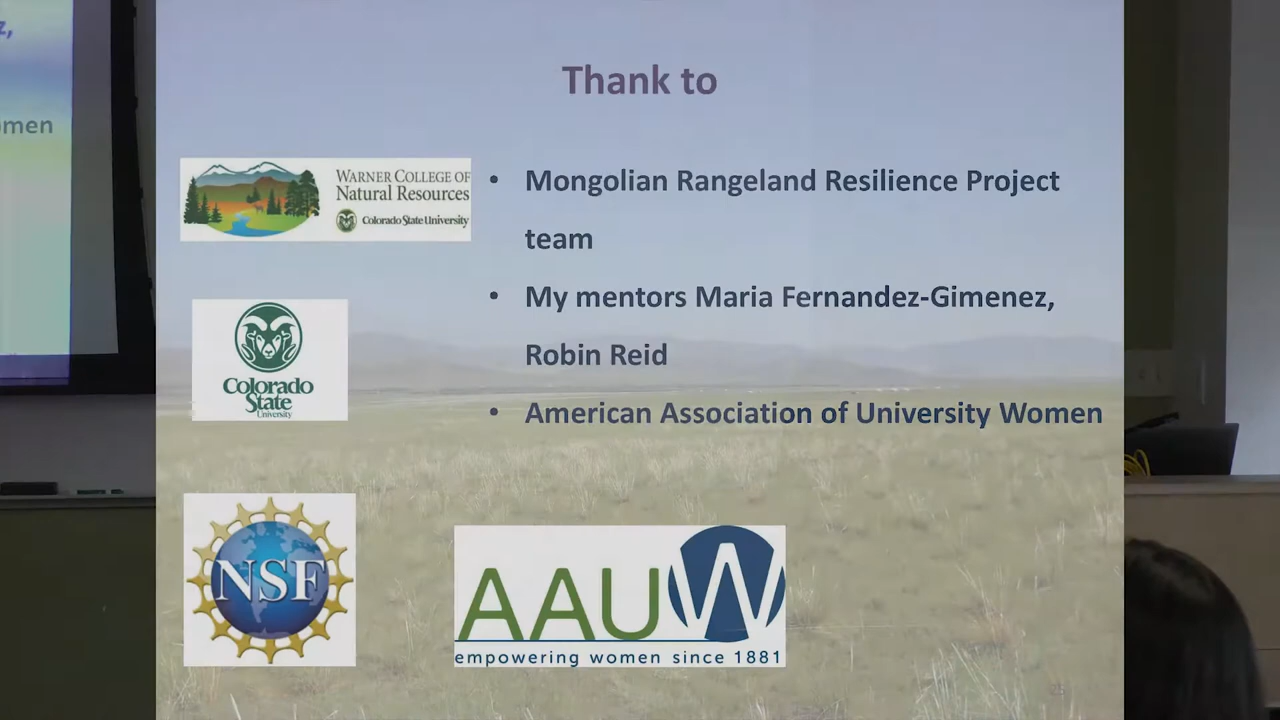 Thank to
WARNER COLLEGE OF
Natural Resources
Colorado State University
• Mongolian Rangeland Resilience Project
team
• My mentors Maria Fernandez-Gimenez,
Robin Reid
• American Association of University Women
Colorado
State
University
NSF
AAUW
empowering women since 1881